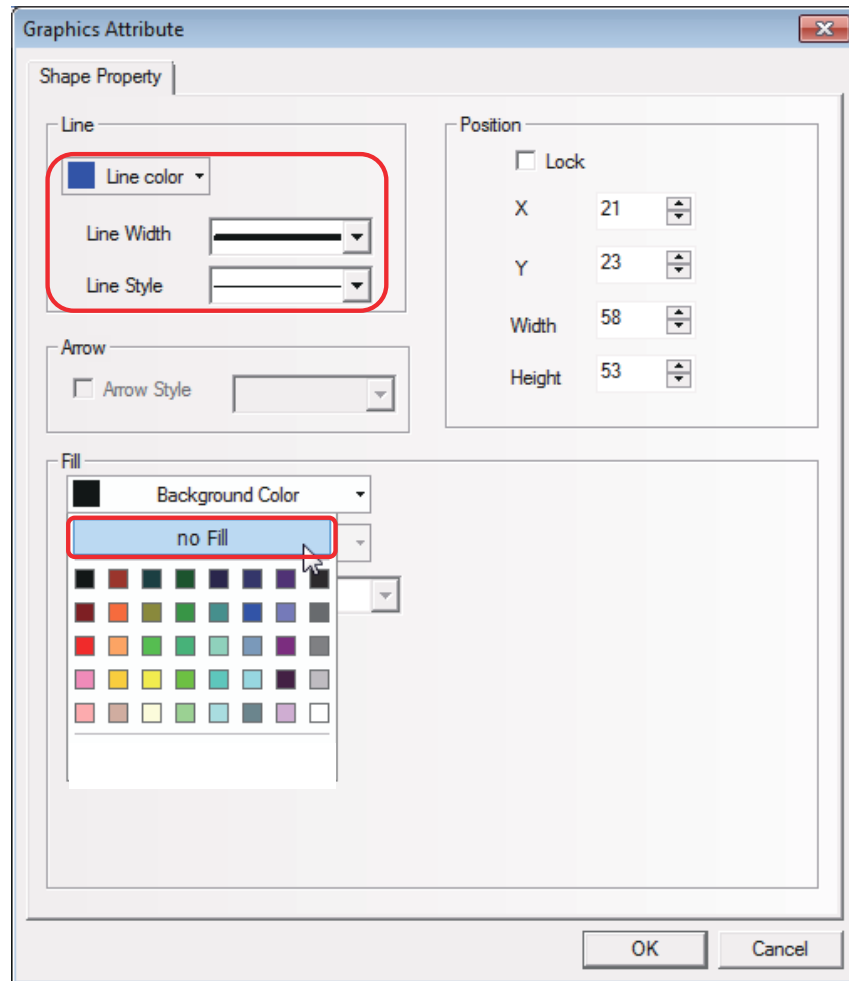 Graphics Attribute
Shape Property
Line
Line color
Line Width
Line Style
Arrow
Arrow Style
Position
Lock
X 21
Y 23
Width 58
Height 53
Fill
Background Color
no Fill
OK Cancel